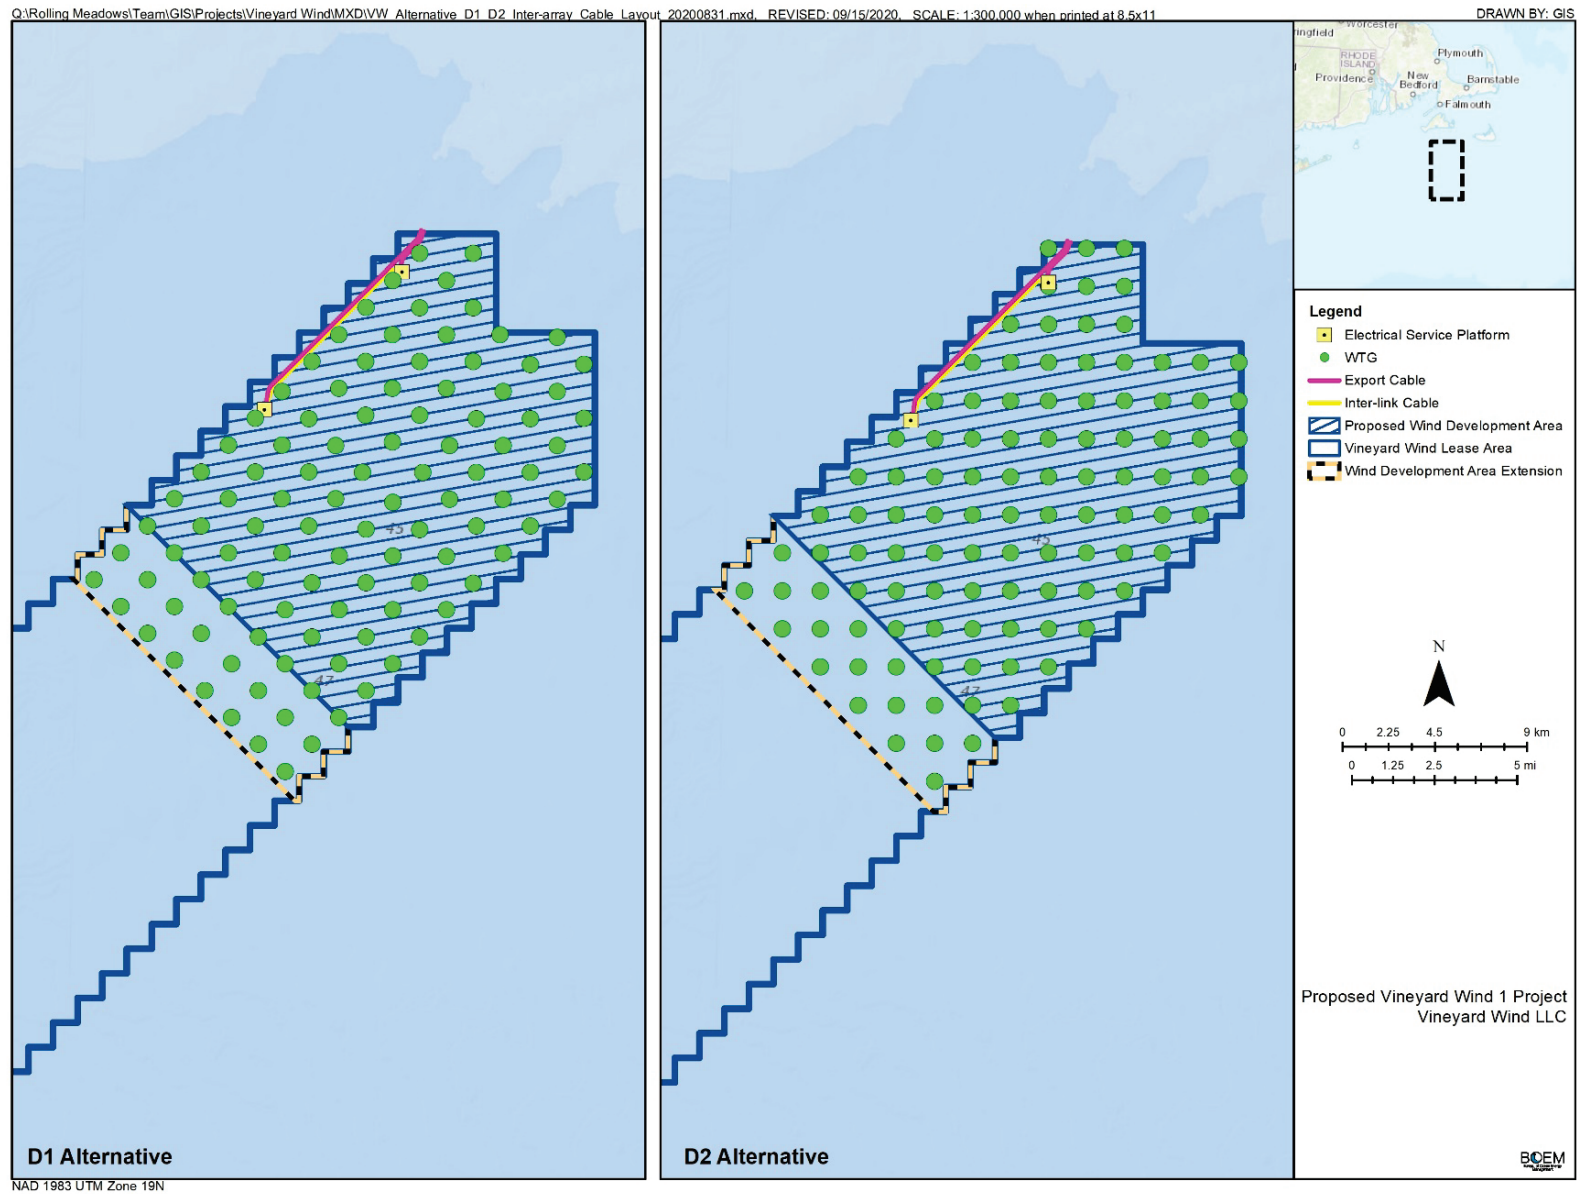 Q:\Rolling Meadows\Team\GIS\Projects\Vineyard Wind\MXD\VW_Alternative_D1_D2_Inter-array_Cable_Layout_20200831.mxd, REVISED: 09/15/2020, SCALE: 1:300,000 when printed at 8.5x11
DRAWN BY: GIS
45
47
D1 Alternative
45
47
D2 Alternative
Worcester
ringfield
Plymouth
RHODE
ISLAND
Providence
New
Bedford
Barnstable
Falmouth
Legend
Electrical Service Platform
WTG
Export Cable
Inter-link Cable
Proposed Wind Development Area
Vineyard Wind Lease Area
Wind Development Area Extension
N
0 2.25 4.5 9 km
0 1.25 2.5 5 mi
Proposed Vineyard Wind 1 Project
Vineyard Wind LLC
BOEM
NAD 1983 UTM Zone 19N